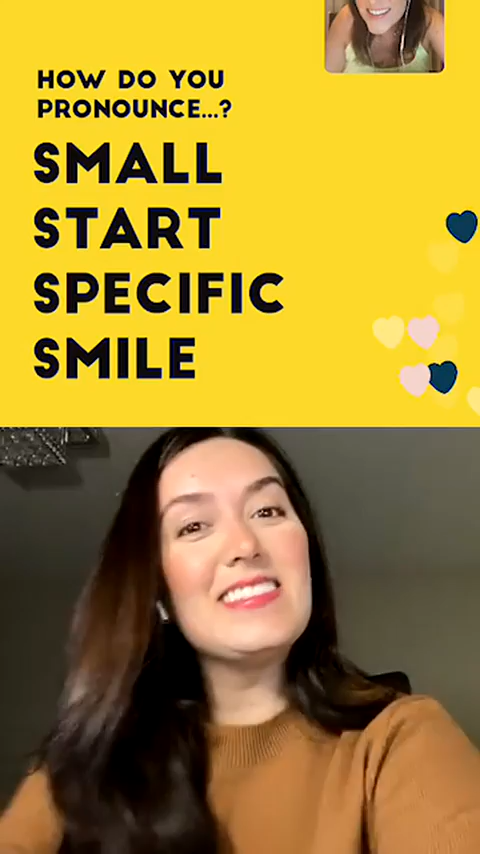 HOW DO YOU
PRONOUNCE...?
SMALL
START
SPECIFIC
SMILE